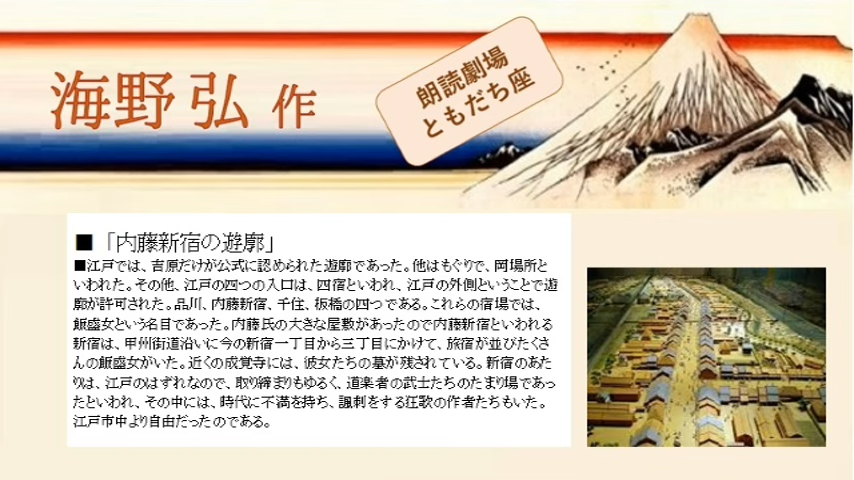 海野弘 作
朗読劇場
ともだち座
■「内藤新宿の遊廓」
■江戸では、吉原だけが公式に認められた遊廓であった。他はもぐりで、岡場所と
いわれた。その他、江戸の四つの入口は、四宿といわれ、江戸の外側ということで遊
廓が許可された。品川、内藤新宿、千住、板橋の四つである。これらの宿場では、
飯盛女という名目であった。内藤氏の大きな屋敷があったので内藤新宿といわれる
新宿は、甲州街道沿いに今の新宿一丁目から三丁目にかけて、旅宿が並びたくさ
んの飯盛女がいた。近くの成覚寺には、彼女たちの墓が残されている。新宿のあた
りは、江戸のはずれなので、取り締まりもゆるく、道楽者の武士たちのたまり場であっ
たといわれ、その中には、時代に不満を持ち、諷刺をする狂歌の作者たちもいた。
江戸市中より自由だったのである。